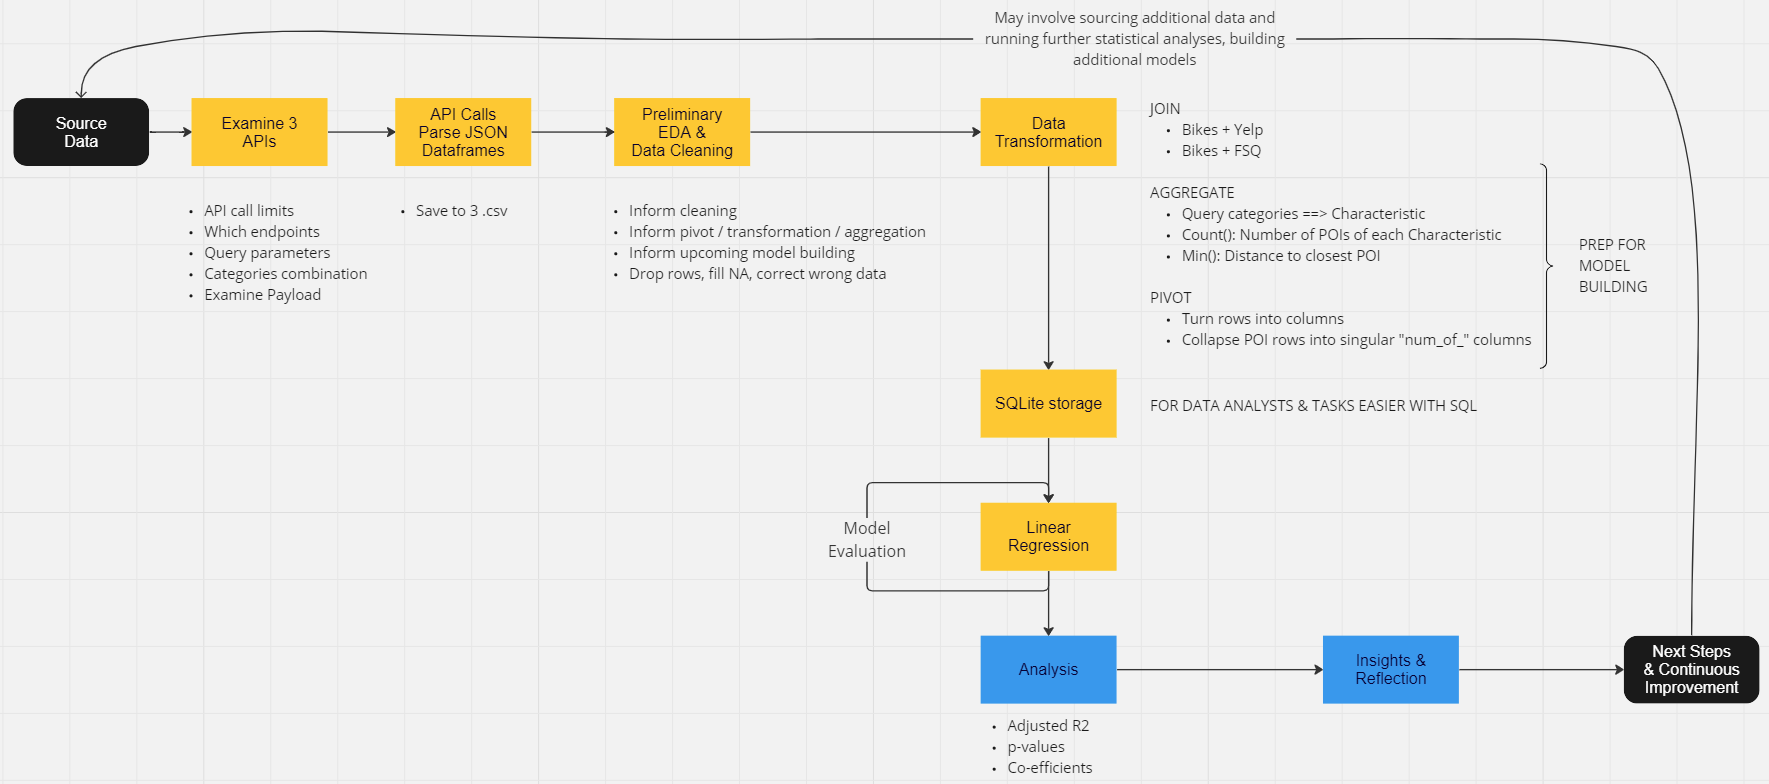 May involve sourcing additional data and
running further statistical analyses, building
additional models
Source
Data
Examine 3
APIs
API Calls
Parse JSON
Dataframes
Preliminary
EDA &
Data Cleaning
Data
Transformation
• API call limits
• Which endpoints
• Query parameters
• Categories combination
• Examine Payload
• Save to 3 .csv
• Inform cleaning
• Inform pivot / transformation / aggregation
• Inform upcoming model building
• Drop rows, fill NA, correct wrong data
JOIN
• Bikes + Yelp
• Bikes + FSQ
AGGREGATE
• Query categories ==> Characteristic
• Count(): Number of POIs of each Characteristic
• Min(): Distance to closest POI
PIVOT
• Turn rows into columns
• Collapse POI rows into singular "num_of_" columns
PREP FOR
MODEL
BUILDING
SQLite storage
FOR DATA ANALYSTS & TASKS EASIER WITH SQL
Model
Evaluation
Linear
Regression
Analysis
• Adjusted R2
• p-values
• Co-efficients
Insights &
Reflection
Next Steps
& Continuous
Improvement